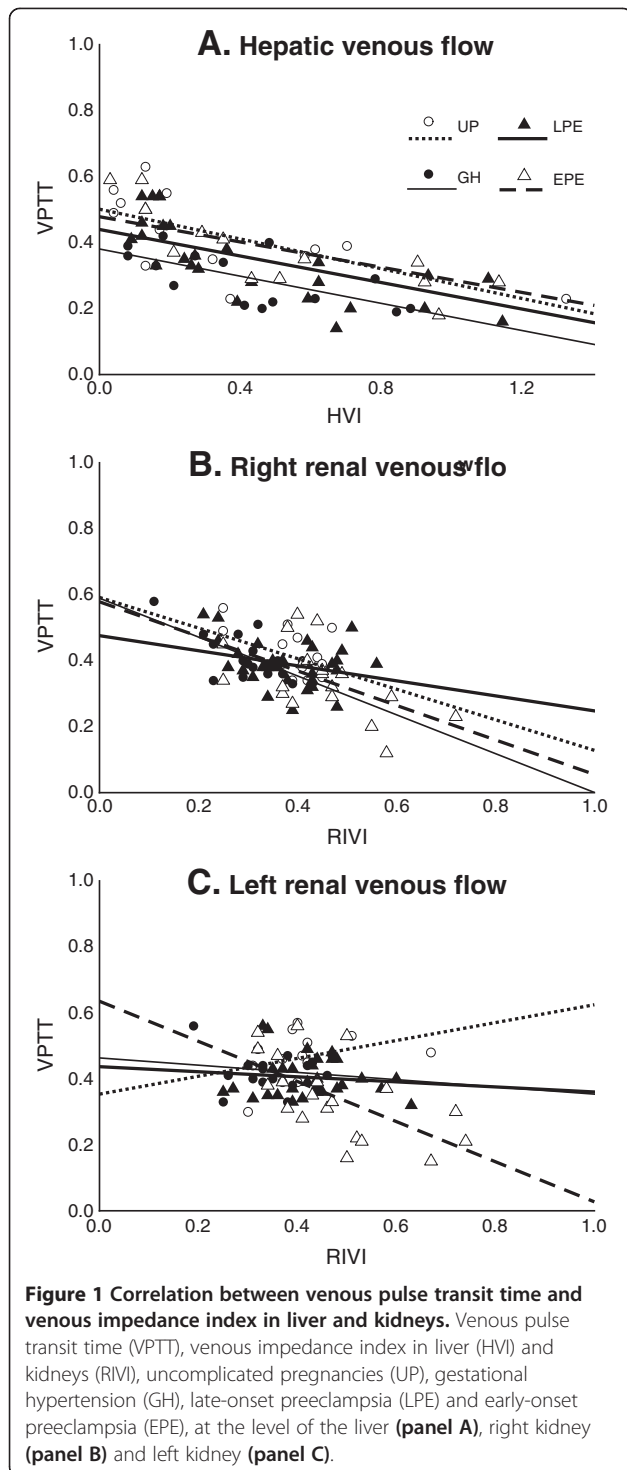 A. Hepatic venous flow
1.0
0.8
0.6
0.4
0.2
0.0
VPTT
UP
LPE
GH
EPE
0.0 0.4 0.8 1.2
HVI
B. Right renal venous flo
w
1.0
0.8
0.6
0.4
0.2
0.0
VPTT
0.0 0.2 0.4 0.6 0.8 1.0
RIVI
C. Left renal venous flow
1.0
0.8
0.6
0.4
0.2
0.0
VPTT
0.0 0.2 0.4 0.6 0.8 1.0
RIVI
Figure 1 Correlation between venous pulse transit time and
venous impedance index in liver and kidneys. Venous pulse
transit time (VPTT), venous impedance index in liver (HVI) and
kidneys (RIVI), uncomplicated pregnancies (UP), gestational
hypertension (GH), late-onset preeclampsia (LPE) and early-onset
preeclampsia (EPE), at the level of the liver (panel A), right kidney
(panel B) and left kidney (panel C).